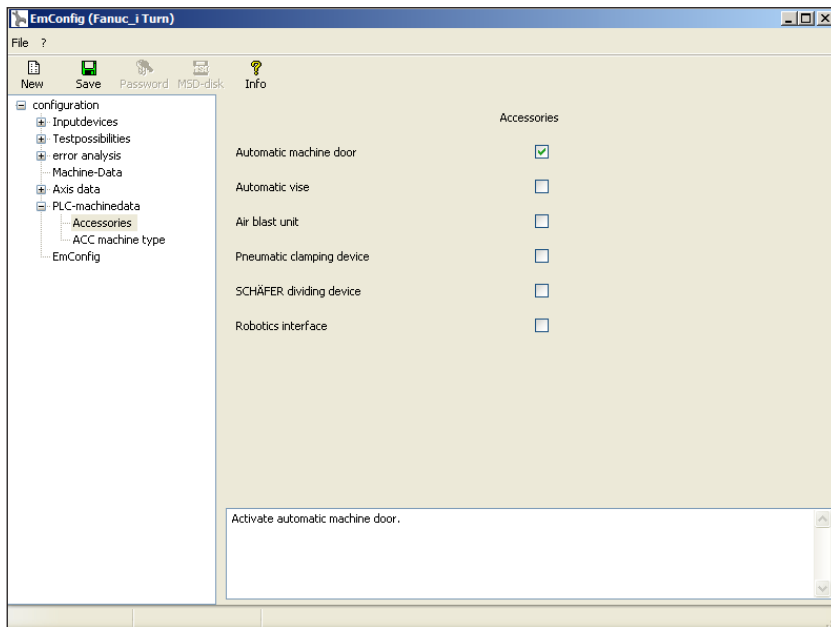 EmConfig (Fanuc_i Turn)
File ?
New Save Password MSD-disk Info
configuration
Inputdevices
Testpossibilities
error analysis
Machine-Data
Axis data
PLC-machinedata
Accessories
ACC machine type
EmConfig
Accessories
Automatic machine door
Automatic vise
Air blast unit
Pneumatic clamping device
SCHÄFER dividing device
Robotics interface
Activate automatic machine door.